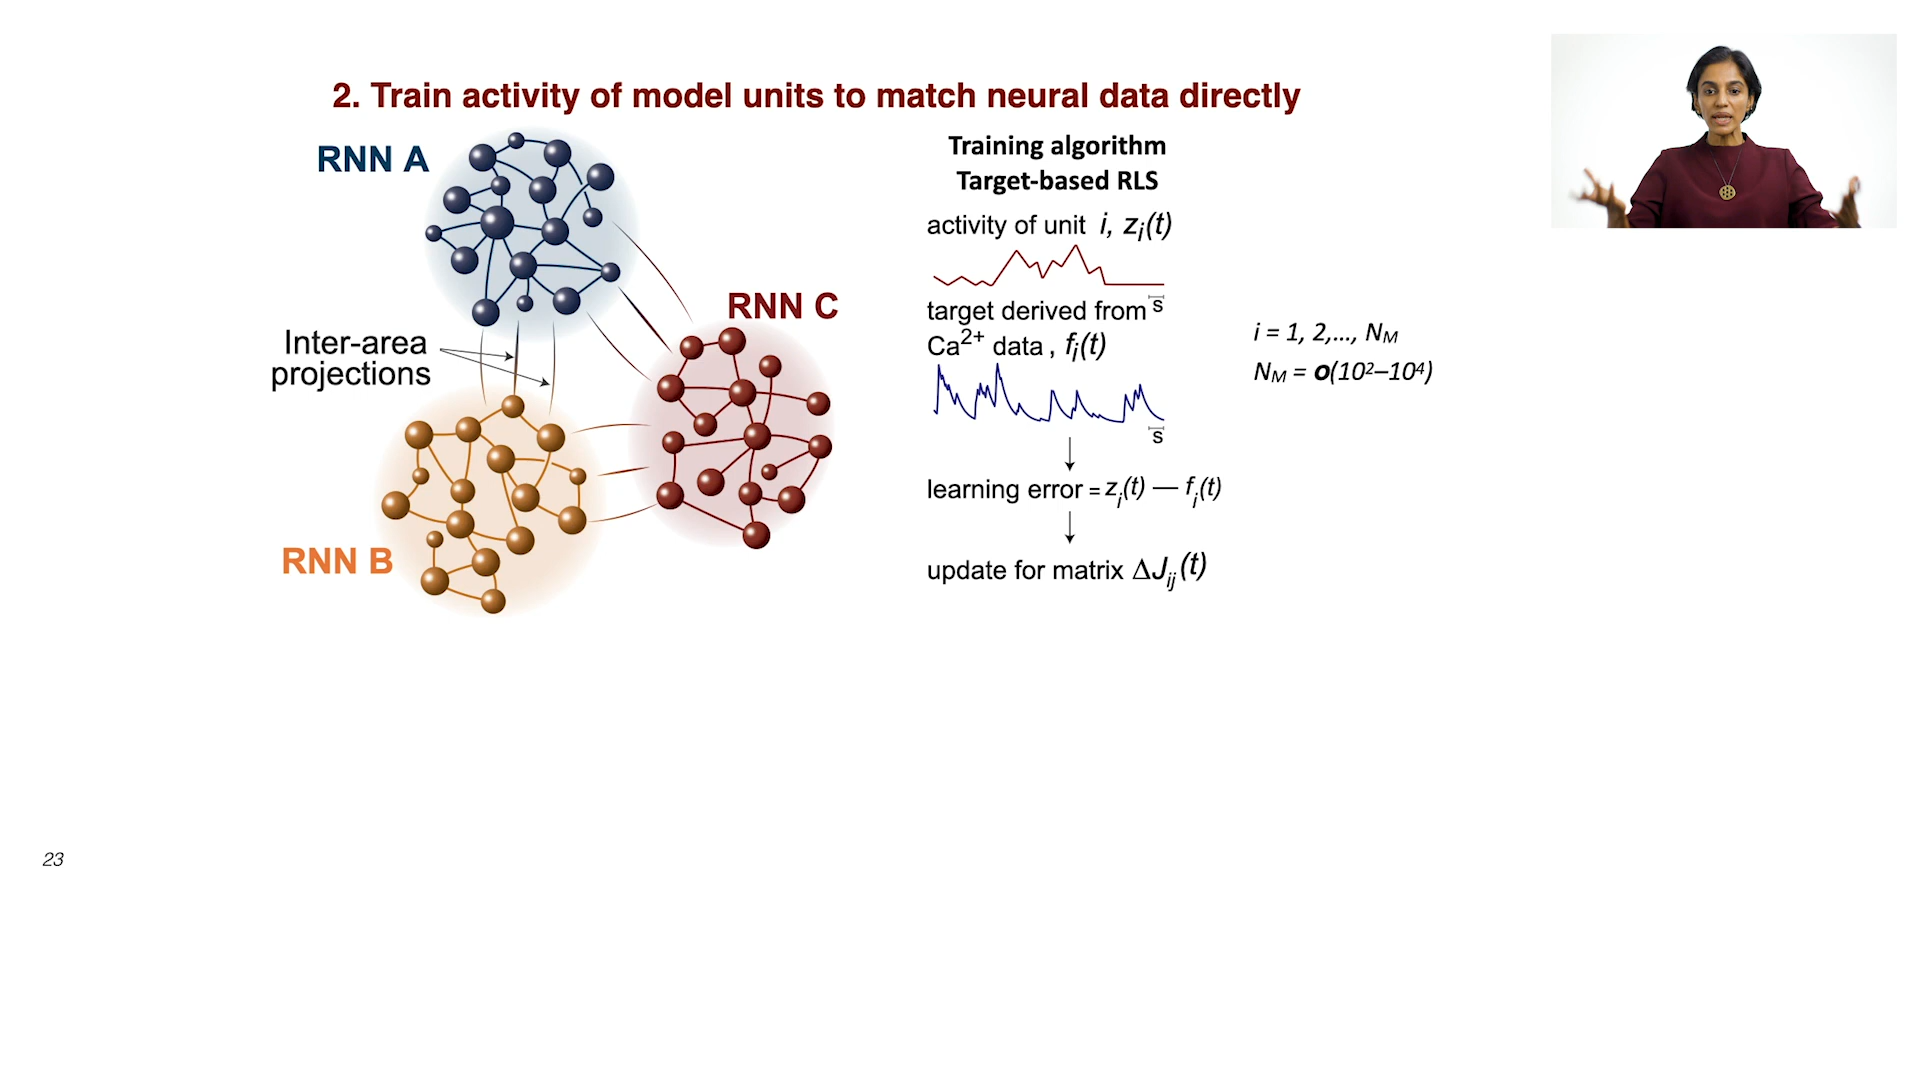 2. Train activity of model units to match neural data directly
RNN A
RNN C
Inter-area
projections
RNN B
Training algorithm
Target-based RLS
activity of unit i, zᵢ(t)
s
target derived from
Ca²⁺ data , fᵢ(t)
s
learning error = zᵢ(t) — fᵢ(t)
update for matrix ΔJᵢⱼ(t)
i = 1, 2,..., N_M
N_M = o(10²–10⁴)
23